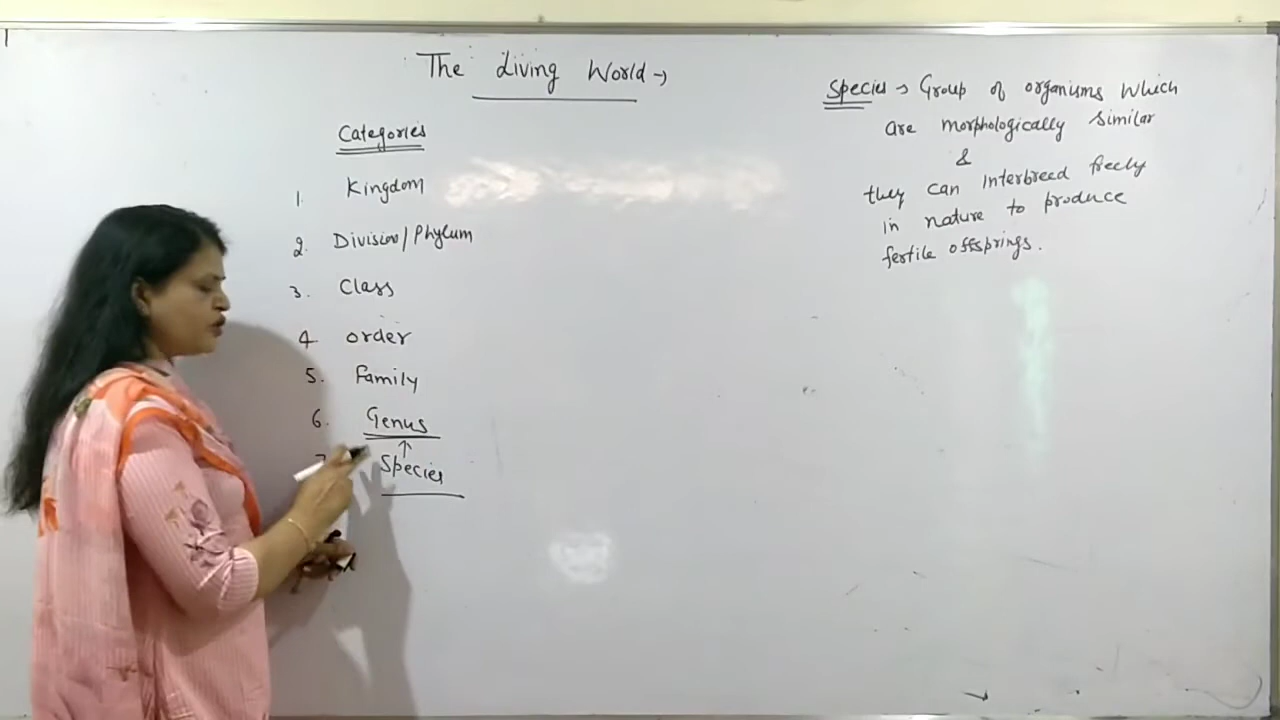 The Living World →
Categories
1. Kingdom
2. Division/Phylum
3. Class
4. order
5. Family
6. Genus
↑
7. Species
Species → Group of organisms which
are morphologically similar
&
they can interbreed freely
in nature to produce
fertile offsprings.